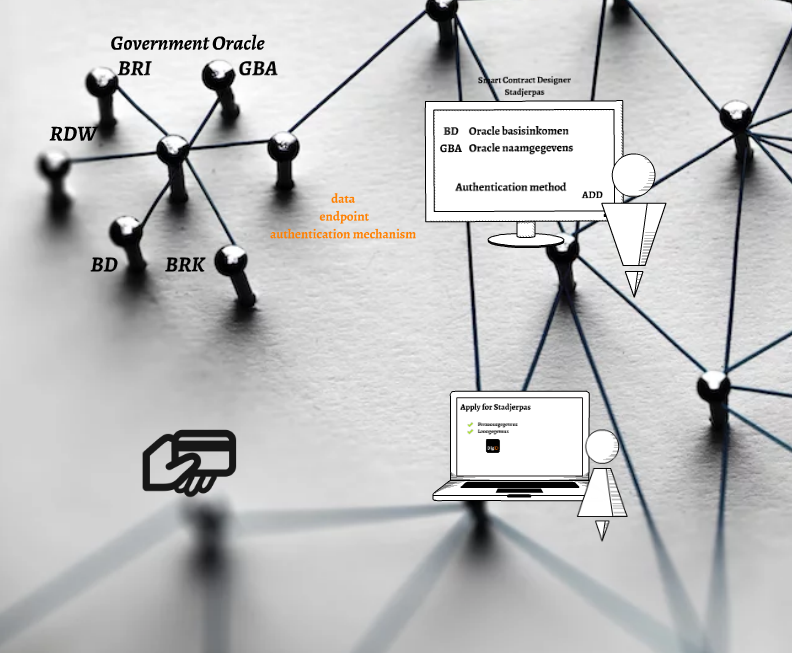 Government Oracle
BRI
GBA
RDW
BD
BRK
data
endpoint
authentication mechanism
Smart Contract Designer
Stadjerpas
BD Oracle basisinkomen
GBA Oracle naamgegevens
Authentication method
ADD
Apply for Stadjerpas
Persoonsgegevens
Loongegevens